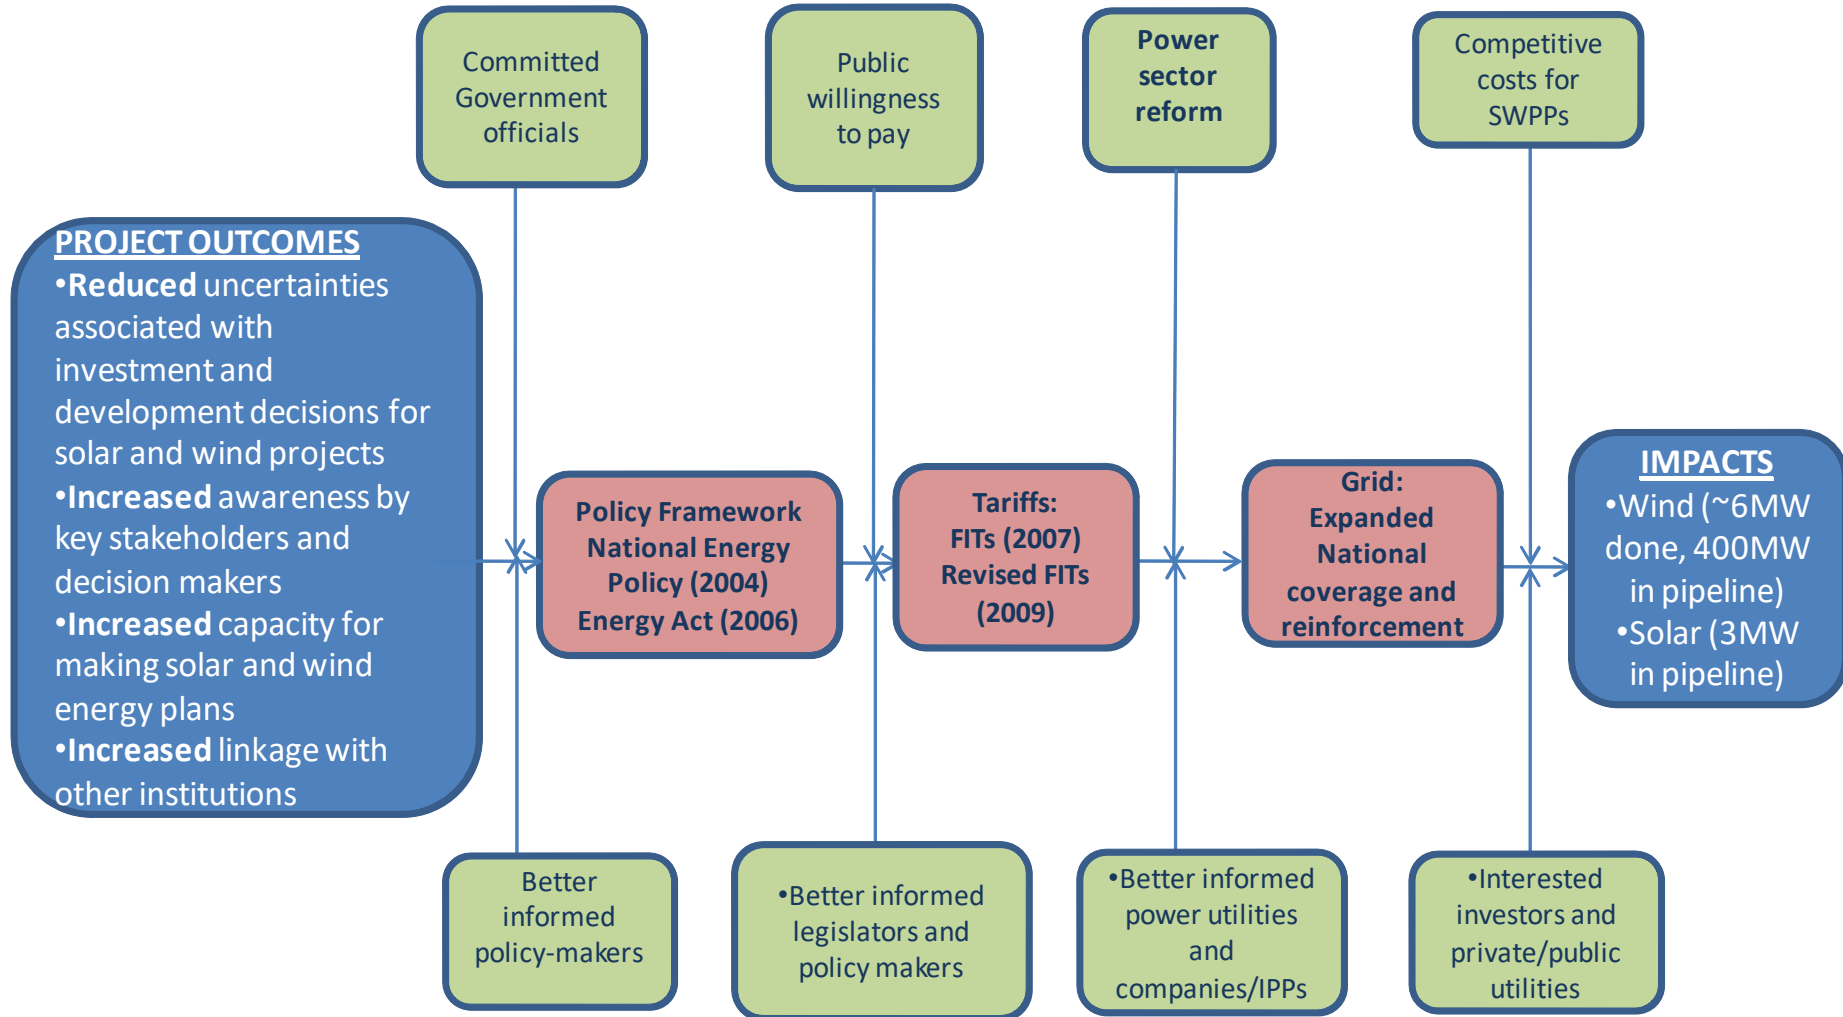 Committed
Government
officials
Public
willingness
to pay
Power
sector
reform
Competitive
costs for
SWPPs
PROJECT OUTCOMES
•Reduced uncertainties
associated with
investment and
development decisions for
solar and wind projects
•Increased awareness by
key stakeholders and
decision makers
•Increased capacity for
making solar and wind
energy plans
•Increased linkage with
other institutions
Policy Framework
National Energy
Policy (2004)
Energy Act (2006)
Tariffs:
FITs (2007)
Revised FITs
(2009)
Grid:
Expanded
National
coverage and
reinforcement
IMPACTS
•Wind (~6MW
done, 400MW
in pipeline)
•Solar (3MW
in pipeline)
Better
informed
policy-makers
•Better informed
legislators and
policy makers
•Better informed
power utilities
and
companies/IPPs
•Interested
investors and
private/public
utilities